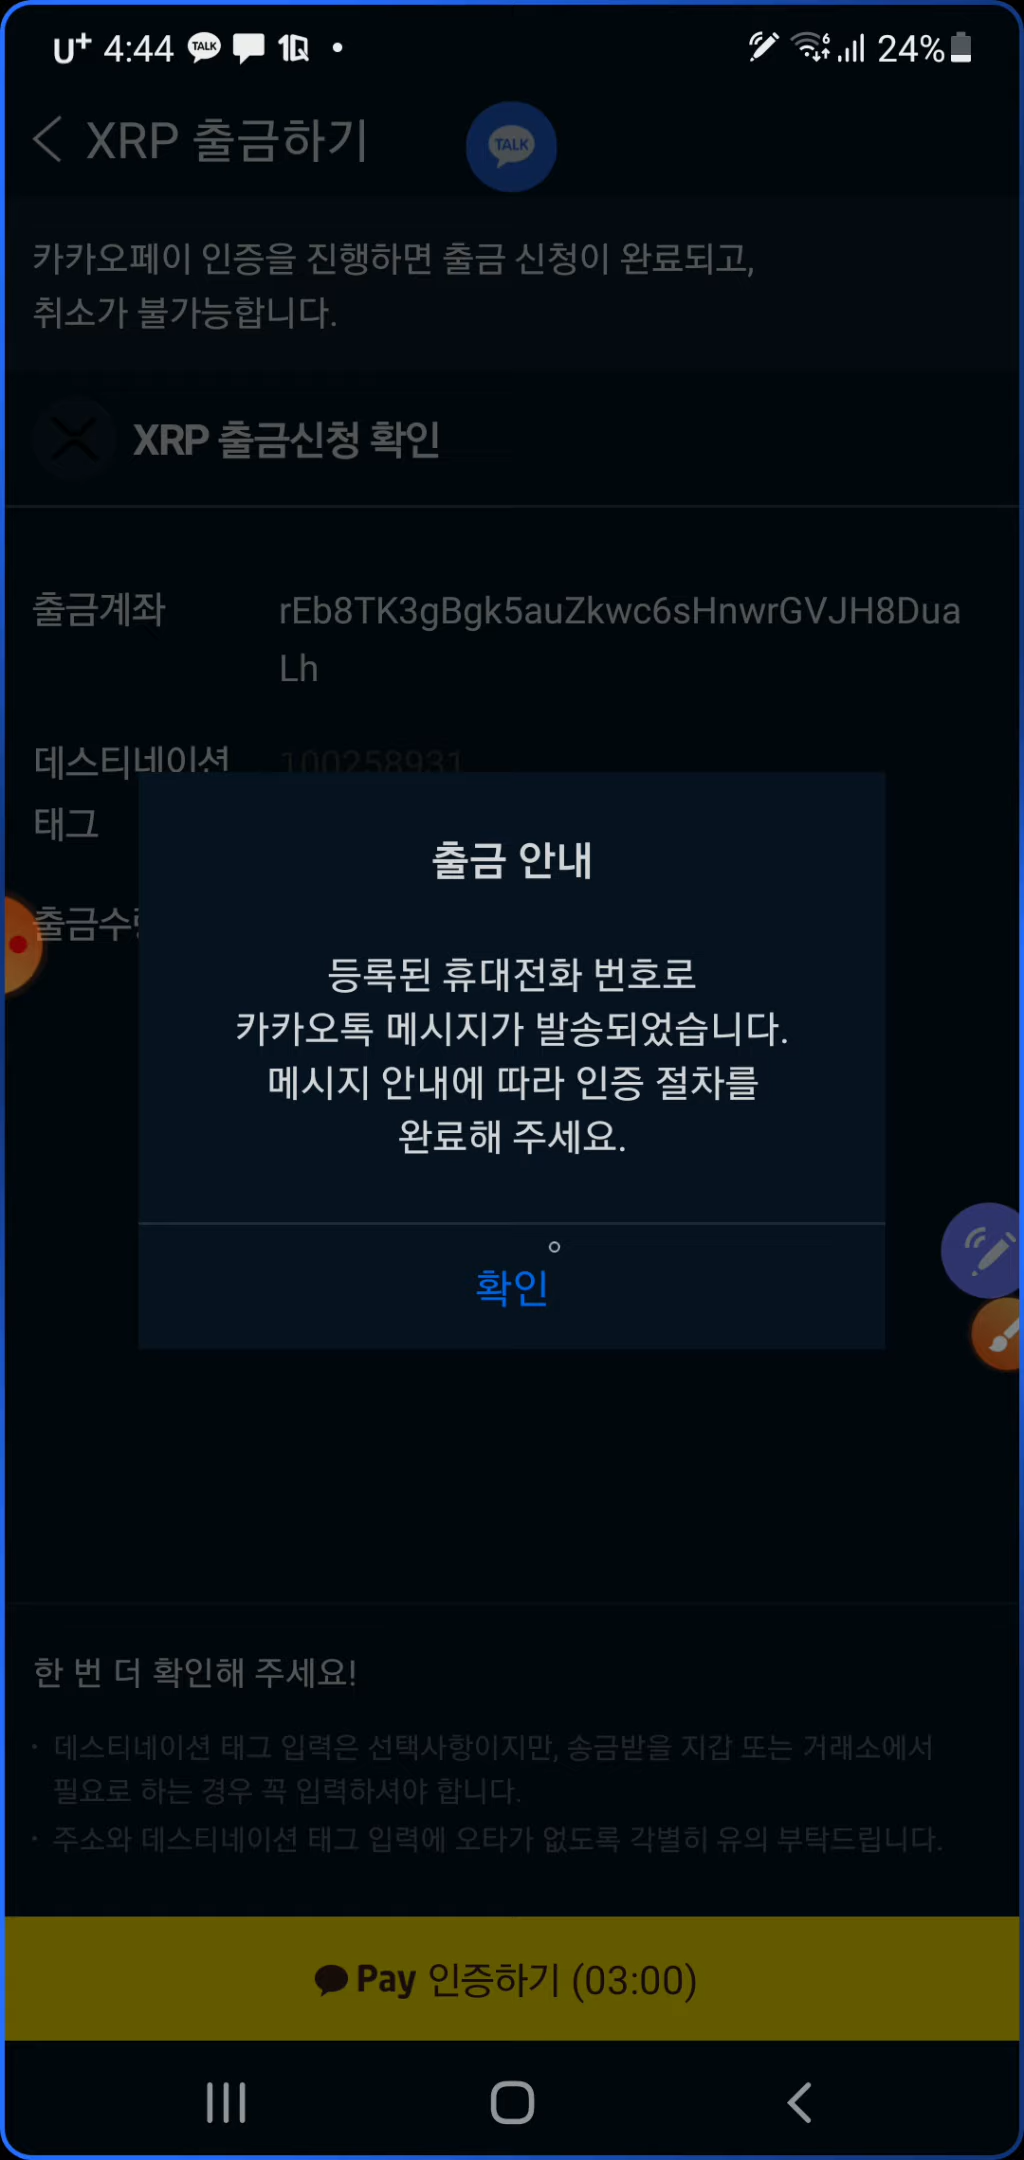 U+ 4:44 TALK 1Q 6 24%
XRP 출금하기
TALK
카카오페이 인증을 진행하면 출금 신청이 완료되고,
취소가 불가능합니다.
XRP 출금신청 확인
출금계좌 rEb8TK3gBgk5auZkwc6sHnwrGVJH8Dua
Lh
데스티네이션 100258931
태그
출금수량
출금 안내
등록된 휴대전화 번호로
카카오톡 메시지가 발송되었습니다.
메시지 안내에 따라 인증 절차를
완료해 주세요.
확인
한 번 더 확인해 주세요!
· 데스티네이션 태그 입력은 선택사항이지만, 송금받을 지갑 또는 거래소에서
필요로 하는 경우 꼭 입력하셔야 합니다.
· 주소와 데스티네이션 태그 입력에 오타가 없도록 각별히 유의 부탁드립니다.
Pay 인증하기 (03:00)